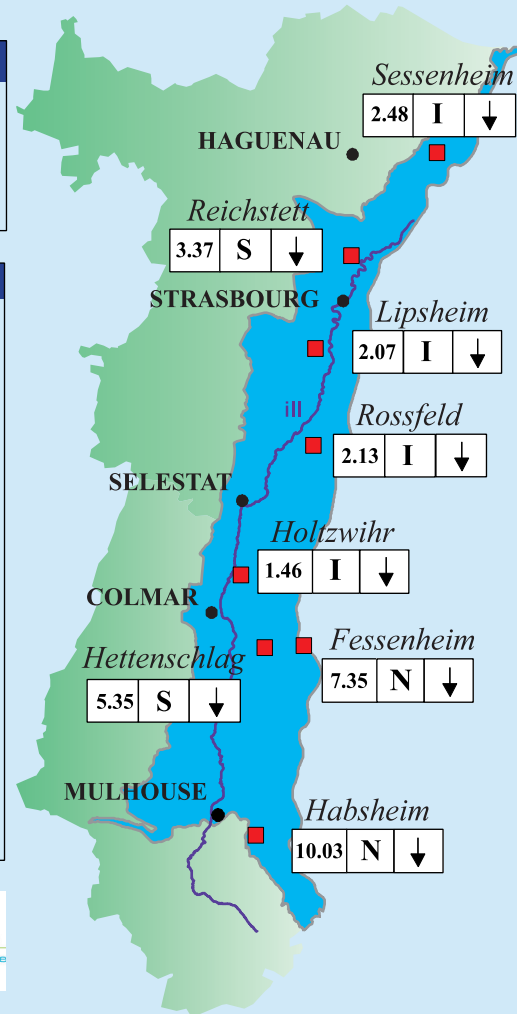 Sessenheim
2.48 I ↓
HAGUENAU
Reichstett
3.37 S ↓
STRASBOURG
Lipsheim
2.07 I ↓
ill
Rossfeld
2.13 I ↓
SELESTAT
Holtzwihr
1.46 I ↓
COLMAR
Fessenheim
7.35 N ↓
Hettenschlag
5.35 S ↓
MULHOUSE
Habsheim
10.03 N ↓